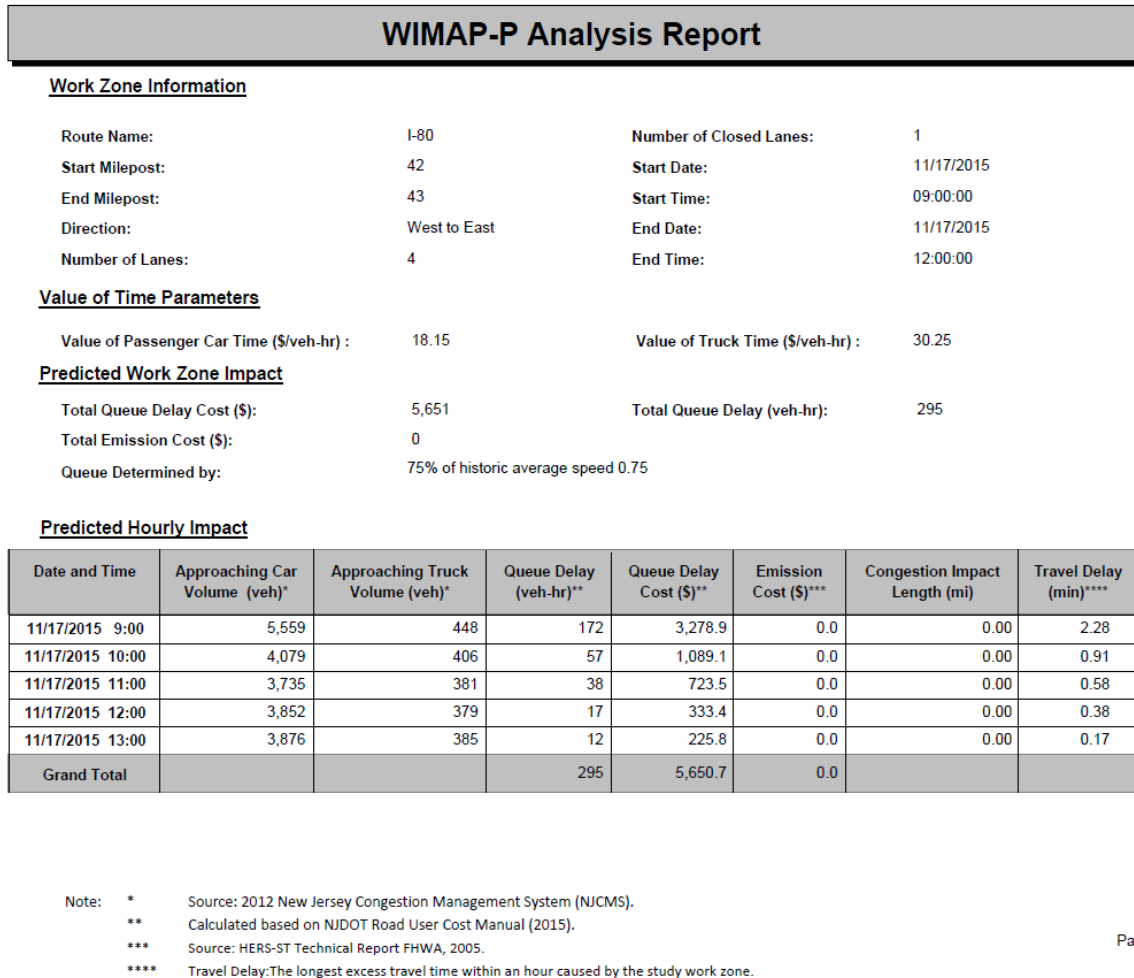 WIMAP-P Analysis Report
Work Zone Information
Route Name: I-80 Number of Closed Lanes: 1
Start Milepost: 42 Start Date: 11/17/2015
End Milepost: 43 Start Time: 09:00:00
Direction: West to East End Date: 11/17/2015
Number of Lanes: 4 End Time: 12:00:00
Value of Time Parameters
Value of Passenger Car Time ($/veh-hr) : 18.15 Value of Truck Time ($/veh-hr) : 30.25
Predicted Work Zone Impact
Total Queue Delay Cost ($): 5,651 Total Queue Delay (veh-hr): 295
Total Emission Cost ($): 0
Queue Determined by: 75% of historic average speed 0.75
Predicted Hourly Impact
Date and Time Approaching Car Approaching Truck Queue Delay Queue Delay Emission Congestion Impact Travel Delay
Volume (veh)* Volume (veh)* (veh-hr)** Cost ($)** Cost ($)*** Length (mi) (min)****
11/17/2015 9:00 5,559 448 172 3,278.9 0.0 0.00 2.28
11/17/2015 10:00 4,079 406 57 1,089.1 0.0 0.00 0.91
11/17/2015 11:00 3,735 381 38 723.5 0.0 0.00 0.58
11/17/2015 12:00 3,852 379 17 333.4 0.0 0.00 0.38
11/17/2015 13:00 3,876 385 12 225.8 0.0 0.00 0.17
Grand Total 295 5,650.7 0.0
Note: * Source: 2012 New Jersey Congestion Management System (NJCMS).
** Calculated based on NJDOT Road User Cost Manual (2015).
*** Source: HERS-ST Technical Report FHWA, 2005.
Pa
**** Travel Delay:The longest excess travel time within an hour caused by the study work zone.